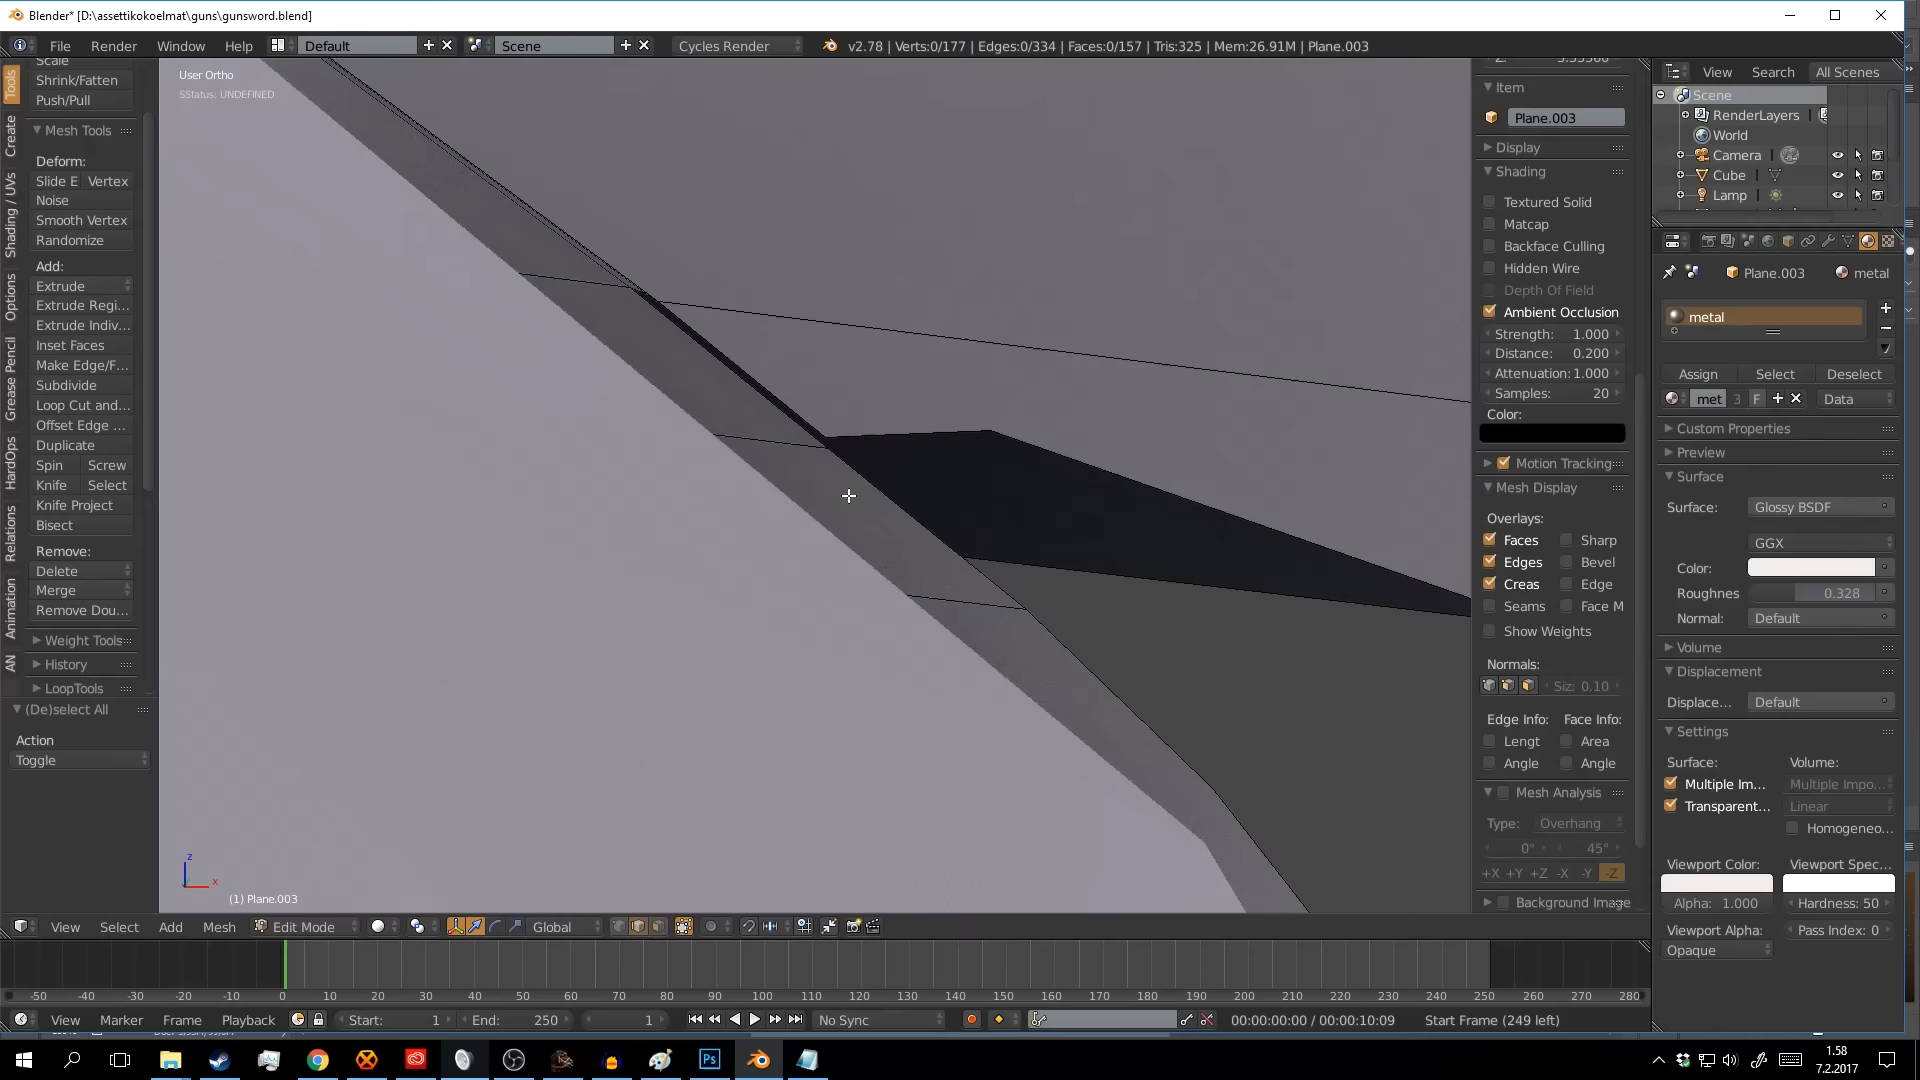 Blender* [D:\assettikokoelmat\guns\gunsword.blend]
File Render Window Help Default Scene Cycles Render v2.78 | Verts:0/177 | Edges:0/334 | Faces:0/157 | Tris:325 | Mem:26.91M | Plane.003
Scale
Shrink/Fatten
Push/Pull
Mesh Tools
Deform:
Slide E Vertex
Noise
Smooth Vertex
Randomize
Add:
Extrude
Extrude Regi...
Extrude Indiv...
Inset Faces
Make Edge/F...
Subdivide
Loop Cut and...
Offset Edge ...
Duplicate
Spin Screw
Knife Select
Knife Project
Bisect
Remove:
Delete
Merge
Remove Dou...
Weight Tools
History
LoopTools
Tools
Create
Shading / UVs
Options
Grease Pencil
HardOps
Relations
Animation
AN
(De)select All
Action
Toggle
User Ortho
SStatus: UNDEFINED
z
x
(1) Plane.003
Item
Plane.003
Display
Shading
Textured Solid
Matcap
Backface Culling
Hidden Wire
Depth Of Field
Ambient Occlusion
Strength: 1.000
Distance: 0.200
Attenuation: 1.000
Samples: 20
Color:
Motion Tracking
Mesh Display
Overlays:
Faces Sharp
Edges Bevel
Creas Edge
Seams Face M
Show Weights
Normals:
Siz: 0.10
Edge Info: Face Info:
Lengt Area
Angle Angle
Mesh Analysis
Type: Overhang
0° 45°
+X +Y +Z -X -Y -Z
Background Image
View Search All Scenes
Scene
RenderLayers
World
Camera
Cube
Lamp
Plane.003 metal
metal
Assign Select Deselect
met 3 F Data
Custom Properties
Preview
Surface
Surface: Glossy BSDF
GGX
Color:
Roughnes 0.328
Normal: Default
Volume
Displacement
Displace... Default
Settings
Surface: Volume:
Multiple Im... Multiple Impo...
Transparent... Linear
Homogeneo...
Viewport Color: Viewport Spec...
Alpha: 1.000 Hardness: 50
Viewport Alpha: Pass Index: 0
Opaque
View Select Add Mesh Edit Mode Global
-50 -40 -30 -20 -10 0 10 20 30 40 50 60 70 80 90 100 110 120 130 140 150 160 170 180 190 200 210 220 230 240 250 260 270 280
View Marker Frame Playback Start: 1 End: 250 1 No Sync 00:00:00:00 / 00:00:10:09 Start Frame (249 left)
Ps
1.58
7.2.2017